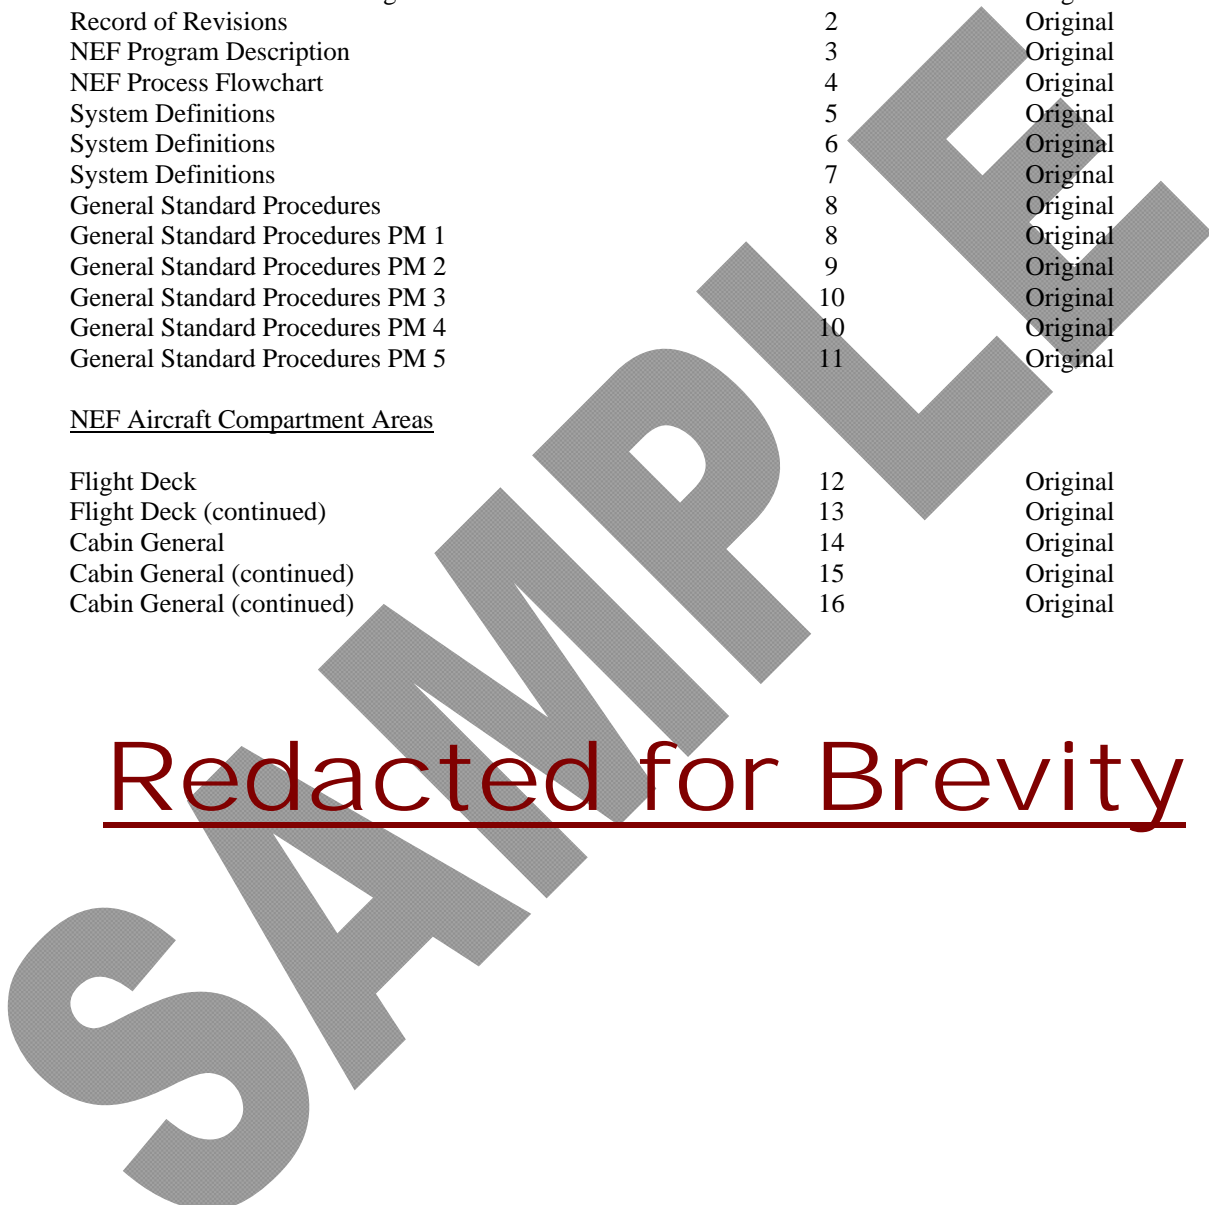 Record of Revisions 2 Original
NEF Program Description 3 Original
NEF Process Flowchart 4 Original
System Definitions 5 Original
System Definitions 6 Original
System Definitions 7 Original
General Standard Procedures 8 Original
General Standard Procedures PM 1 8 Original
General Standard Procedures PM 2 9 Original
General Standard Procedures PM 3 10 Original
General Standard Procedures PM 4 10 Original
General Standard Procedures PM 5 11 Original
NEF Aircraft Compartment Areas
Flight Deck 12 Original
Flight Deck (continued) 13 Original
Cabin General 14 Original
Cabin General (continued) 15 Original
Cabin General (continued) 16 Original
Redacted for Brevity
SAMPLE